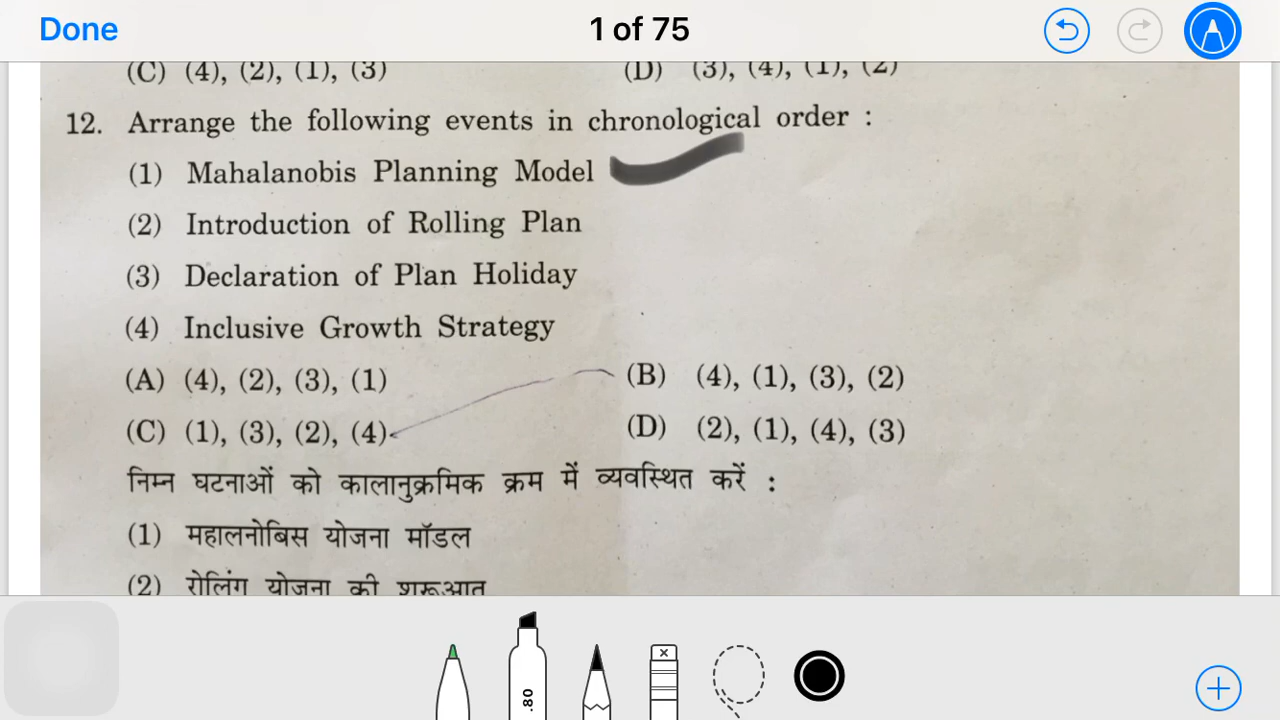 Done
1 of 75
(C) (4), (2), (1), (3)
(D) (3), (4), (1), (2)
12. Arrange the following events in chronological order :
(1) Mahalanobis Planning Model
(2) Introduction of Rolling Plan
(3) Declaration of Plan Holiday
(4) Inclusive Growth Strategy
(A) (4), (2), (3), (1)
(B) (4), (1), (3), (2)
(C) (1), (3), (2), (4)
(D) (2), (1), (4), (3)
निम्न घटनाओं को कालानुक्रमिक क्रम में व्यवस्थित करें :
(1) महालनोबिस योजना मॉडल
(2) रोलिंग योजना की शुरूआत
.80